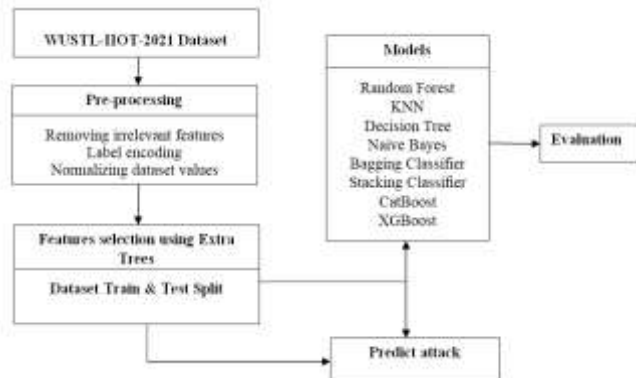 WUSTL-IIOT-2021 Dataset
Pre-processing
Removing irrelevant features
Label encoding
Normalizing dataset values
Features selection using Extra
Trees
Dataset Train & Test Split
Models
Random Forest
KNN
Decision Tree
Naive Bayes
Bagging Classifier
Stacking Classifier
CatBoost
XGBoost
Evaluation
Predict attack